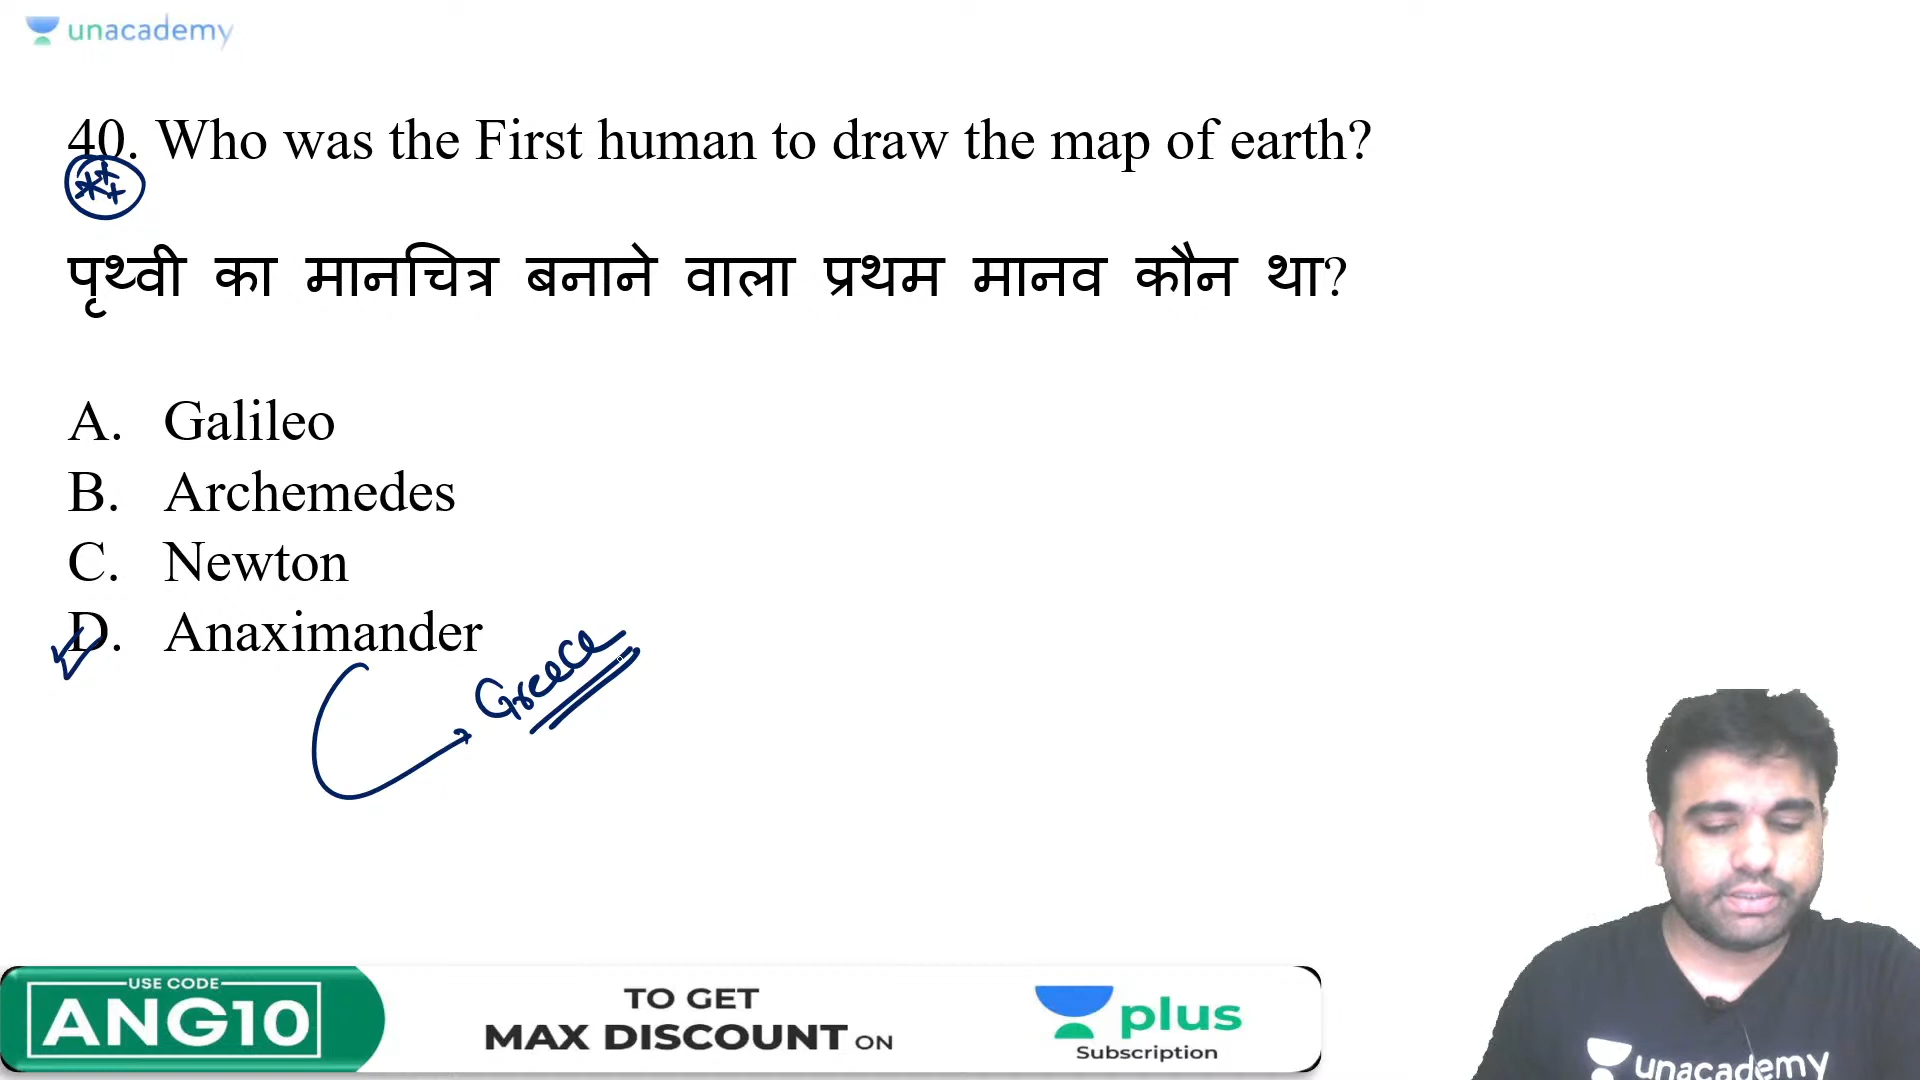 unacademy
40. Who was the First human to draw the map of earth?
पृथ्वी का मानचित्र बनाने वाला प्रथम मानव कौन था?
A. Galileo
B. Archemedes
C. Newton
D. Anaximander
Greece
USE CODE
ANG10
TO GET
MAX DISCOUNT ON
plus
Subscription
unacademy